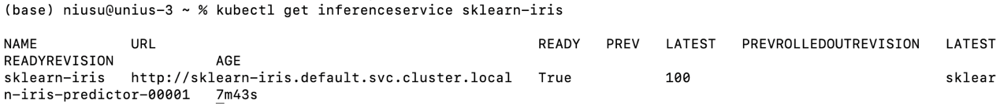 (base) niusu@unius-3 ~ % kubectl get inferenceservice sklearn-iris
NAME URL READY PREV LATEST PREVROLLEDOUTREVISION LATEST
READYREVISION AGE
sklearn-iris http://sklearn-iris.default.svc.cluster.local True 100 sklear
n-iris-predictor-00001 7m43s